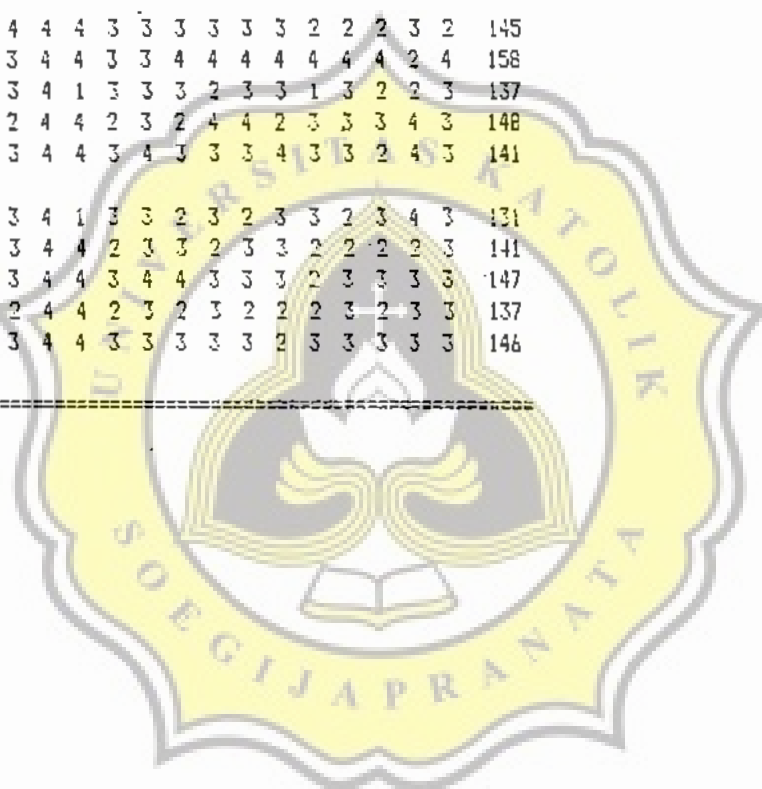 4 4 4 3 3 3 3 3 3 2 2 2 3 2 145
3 4 4 3 3 4 4 4 4 4 4 4 2 4 158
3 4 1 3 3 3 2 3 3 1 3 2 2 3 137
2 4 4 2 3 2 4 4 2 3 3 3 4 3 148
3 4 4 3 4 3 3 3 4 3 3 2 4 3 141
3 4 1 3 3 2 3 2 3 3 2 3 4 3 131
3 4 4 2 3 3 2 3 3 2 2 2 2 3 141
3 4 4 3 4 4 3 3 3 2 3 3 3 3 147
2 4 4 2 3 2 3 2 2 2 3 2 3 3 137
3 4 4 3 3 3 3 3 2 3 3 3 3 3 146
UNIVERSITAS KATOLIK
SOEGIJAPRANATA